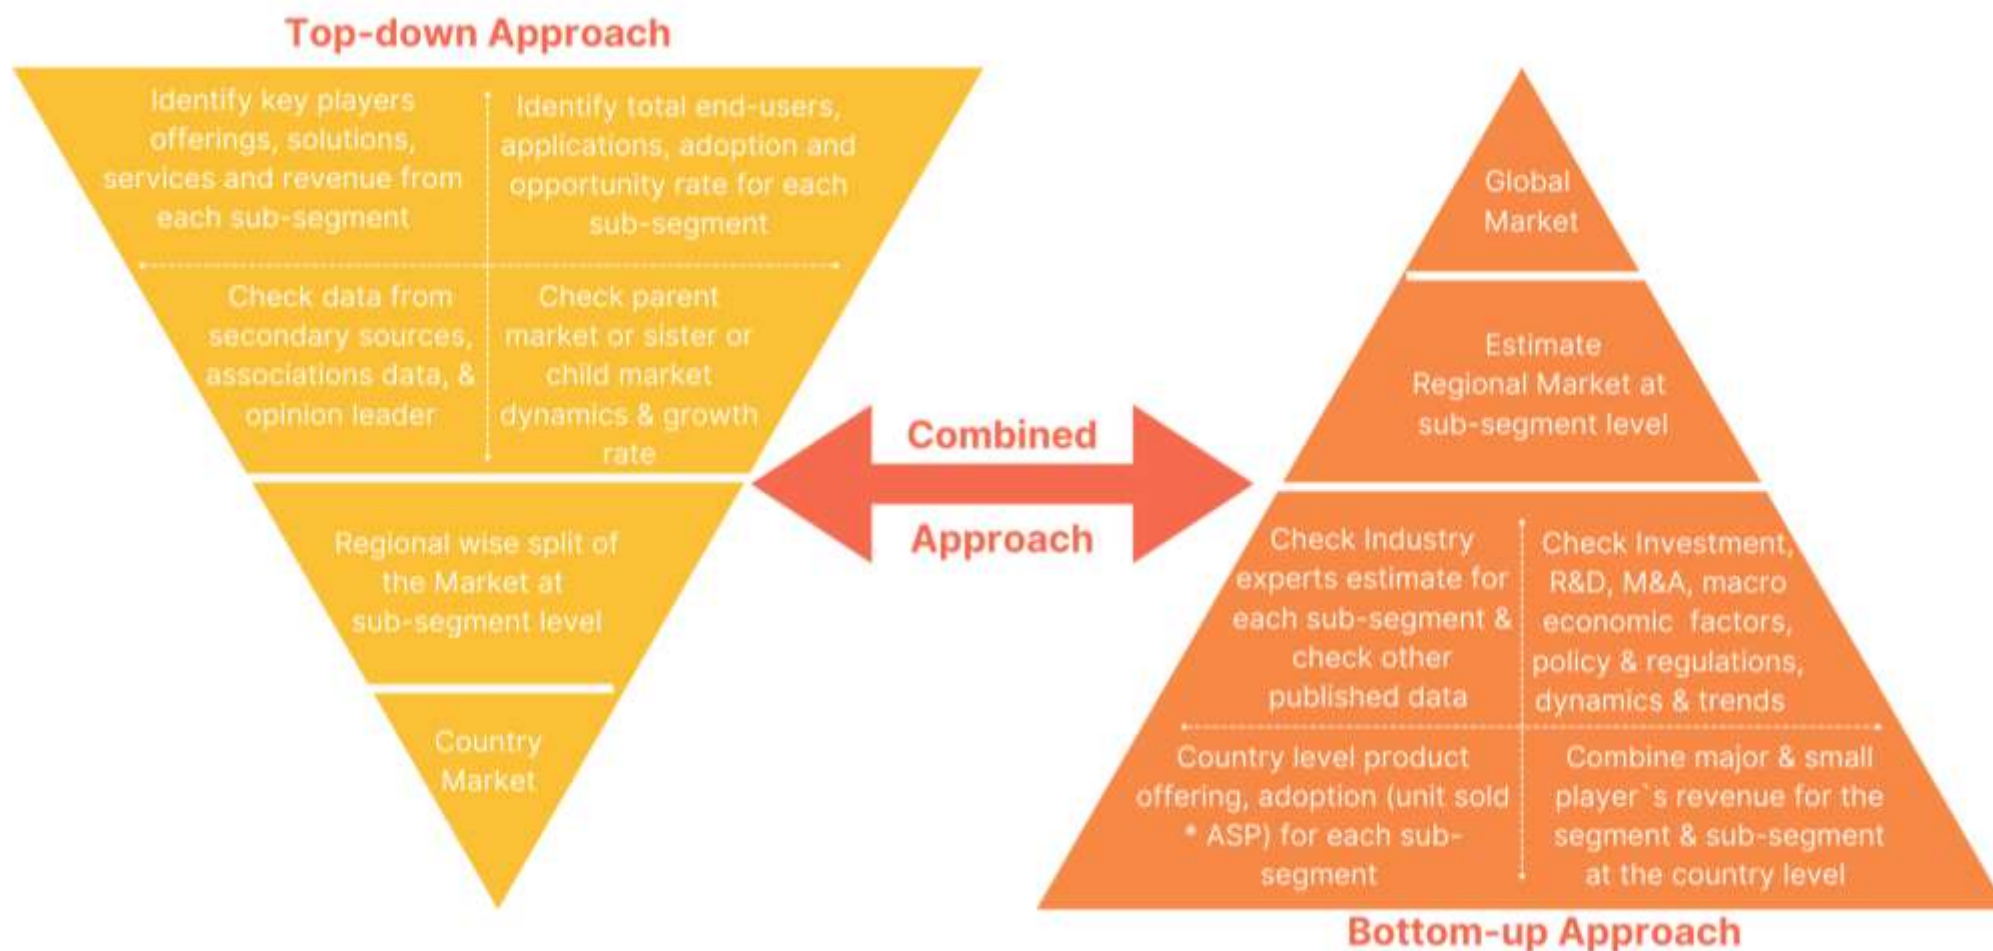 Top-down Approach
Identify key players
offerings, solutions,
services and revenue from
each sub-segment
Identify total end-users,
applications, adoption and
opportunity rate for each
sub-segment
Check data from
secondary sources,
associations data, &
opinion leader
Check parent
market or sister or
child market
dynamics & growth
rate
Regional wise split of
the Market at
sub-segment level
Country
Market
Combined
Approach
Global
Market
Estimate
Regional Market at
sub-segment level
Check Industry
experts estimate for
each sub-segment &
check other
published data
Check Investment,
R&D, M&A, macro
economic factors,
policy & regulations,
dynamics & trends
Country level product
offering, adoption (unit sold
* ASP) for each sub-
segment
Combine major & small
player`s revenue for the
segment & sub-segment
at the country level
Bottom-up Approach